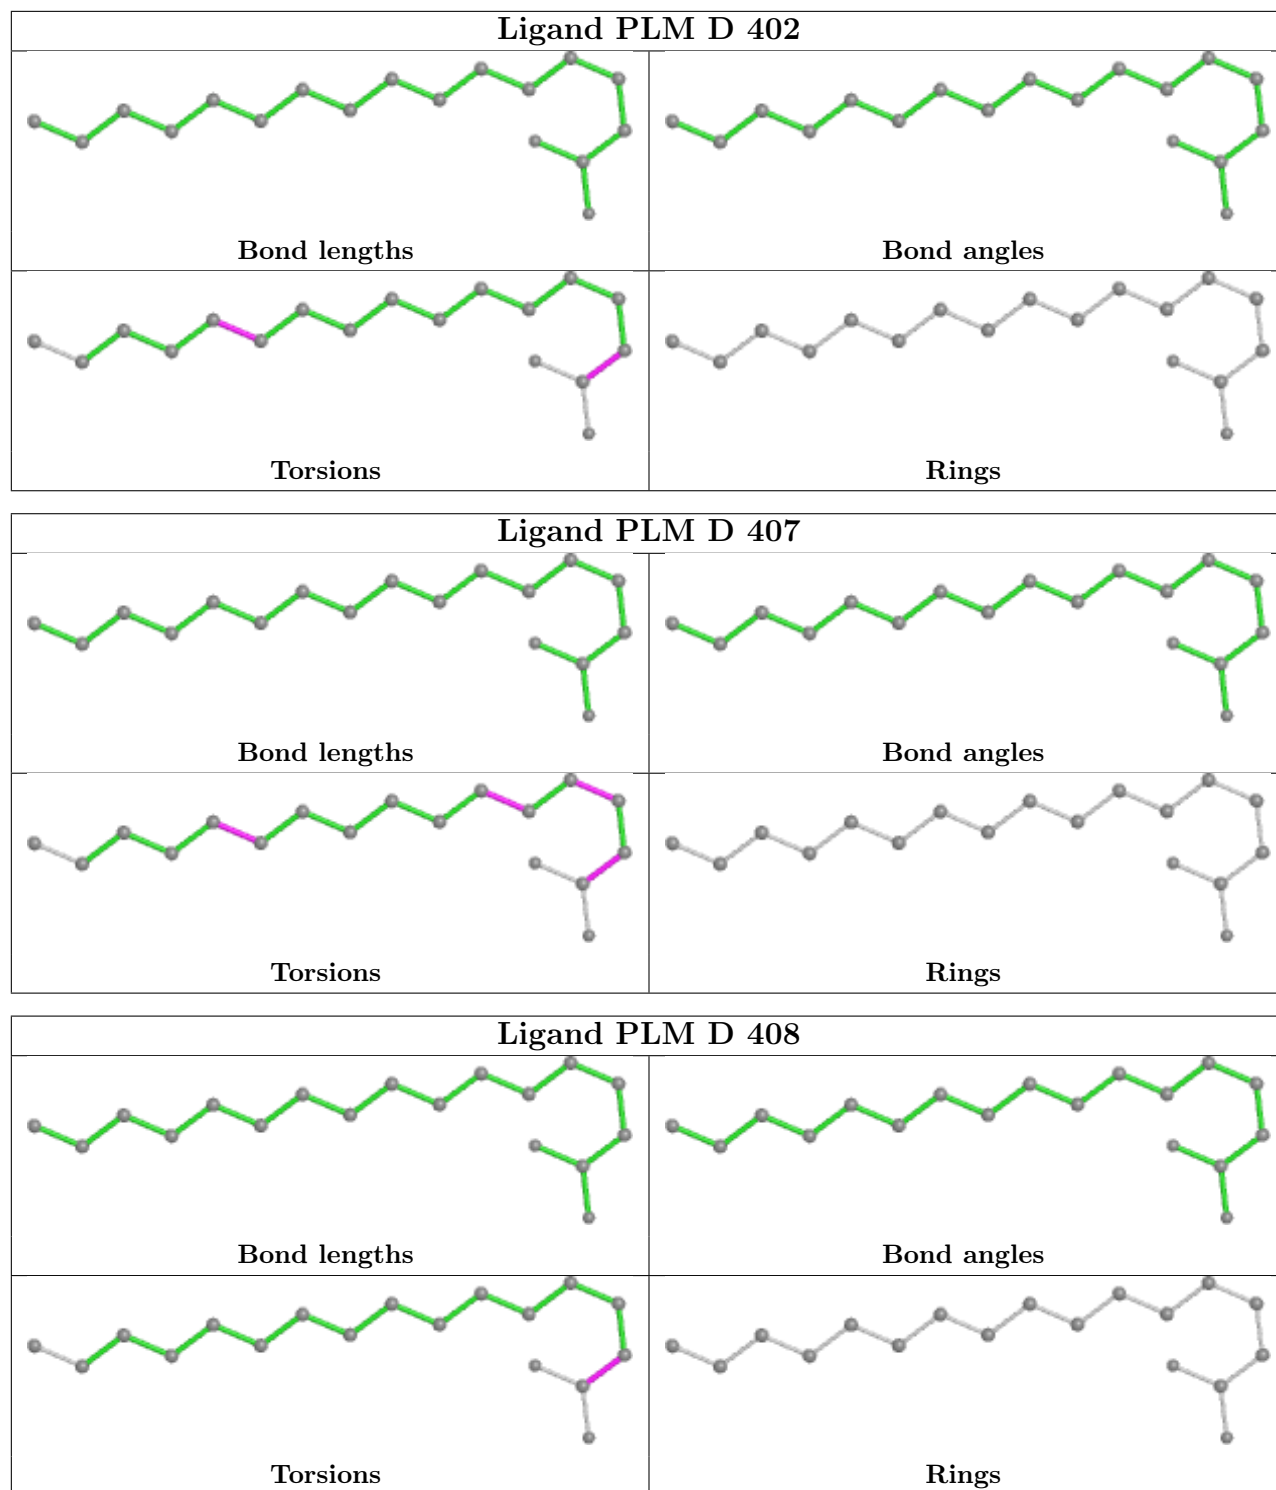 Ligand PLM D 402
Bond lengths
Bond angles
Torsions
Rings
Ligand PLM D 407
Bond lengths
Bond angles
Torsions
Rings
Ligand PLM D 408
Bond lengths
Bond angles
Torsions
Rings